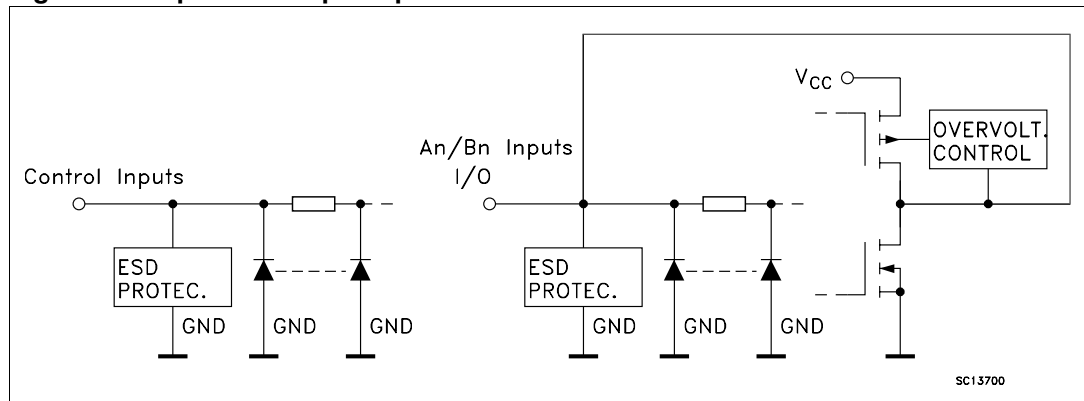 VCC
OVERVOLT.
CONTROL
An/Bn Inputs
I/O
Control Inputs
ESD
PROTEC.
GND
GND
GND
ESD
PROTEC.
GND
GND
GND
SC13700